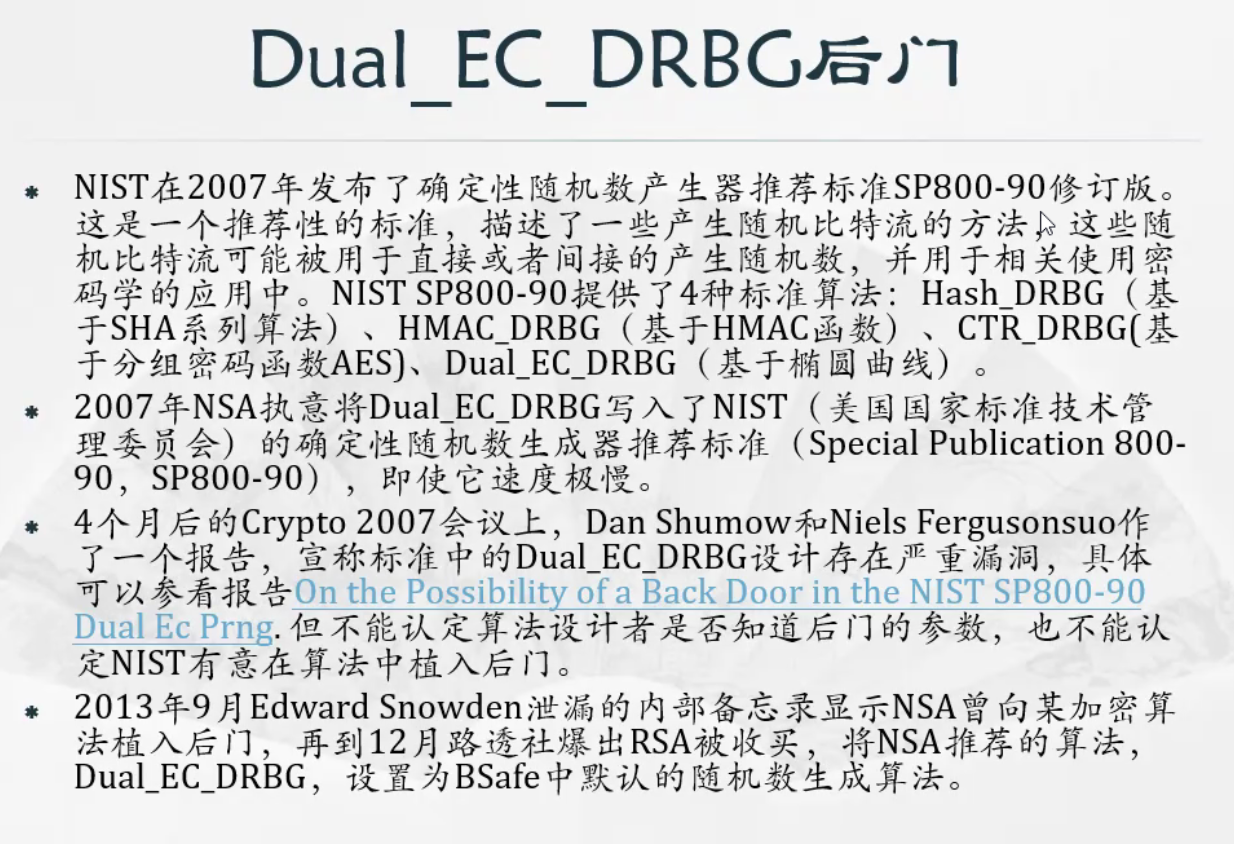 Dual_EC_DRBG后门
* NIST在2007年发布了确定性随机数产生器推荐标准SP800-90修订版。
这是一个推荐性的标准，描述了一些产生随机比特流的方法，这些随
机比特流可能被用于直接或者间接的产生随机数，并用于相关使用密
码学的应用中。NIST SP800-90提供了4种标准算法：Hash_DRBG（基
于SHA系列算法）、HMAC_DRBG（基于HMAC函数）、CTR_DRBG(基
于分组密码函数AES)、Dual_EC_DRBG（基于椭圆曲线）。
* 2007年NSA执意将Dual_EC_DRBG写入了NIST（美国国家标准技术管
理委员会）的确定性随机数生成器推荐标准（Special Publication 800-
90，SP800-90），即使它速度极慢。
* 4个月后的Crypto 2007会议上，Dan Shumow和Niels Fergusonsuo作
了一个报告，宣称标准中的Dual_EC_DRBG设计存在严重漏洞，具体
可以参看报告On the Possibility of a Back Door in the NIST SP800-90
Dual Ec Prng. 但不能认定算法设计者是否知道后门的参数，也不能认
定NIST有意在算法中植入后门。
* 2013年9月Edward Snowden泄漏的内部备忘录显示NSA曾向某加密算
法植入后门，再到12月路透社爆出RSA被收买，将NSA推荐的算法，
Dual_EC_DRBG，设置为BSafe中默认的随机数生成算法。